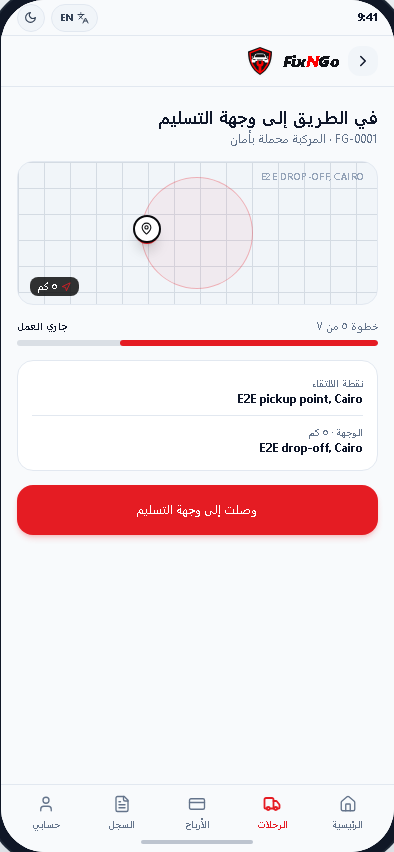 9:41
EN
FixNGo
في الطريق إلى وجهة التسليم
FG-0001 · المركبة محملة بأمان
E2E DROP-OFF, CAIRO
٥ كم
خطوة ٥ من ٧
جاري العمل
نقطة الالتقاء
E2E pickup point, Cairo
الوجهة · ٥ كم
E2E drop-off, Cairo
وصلت إلى وجهة التسليم
الرئيسية
الرحلات
الأرباح
السجل
حسابي